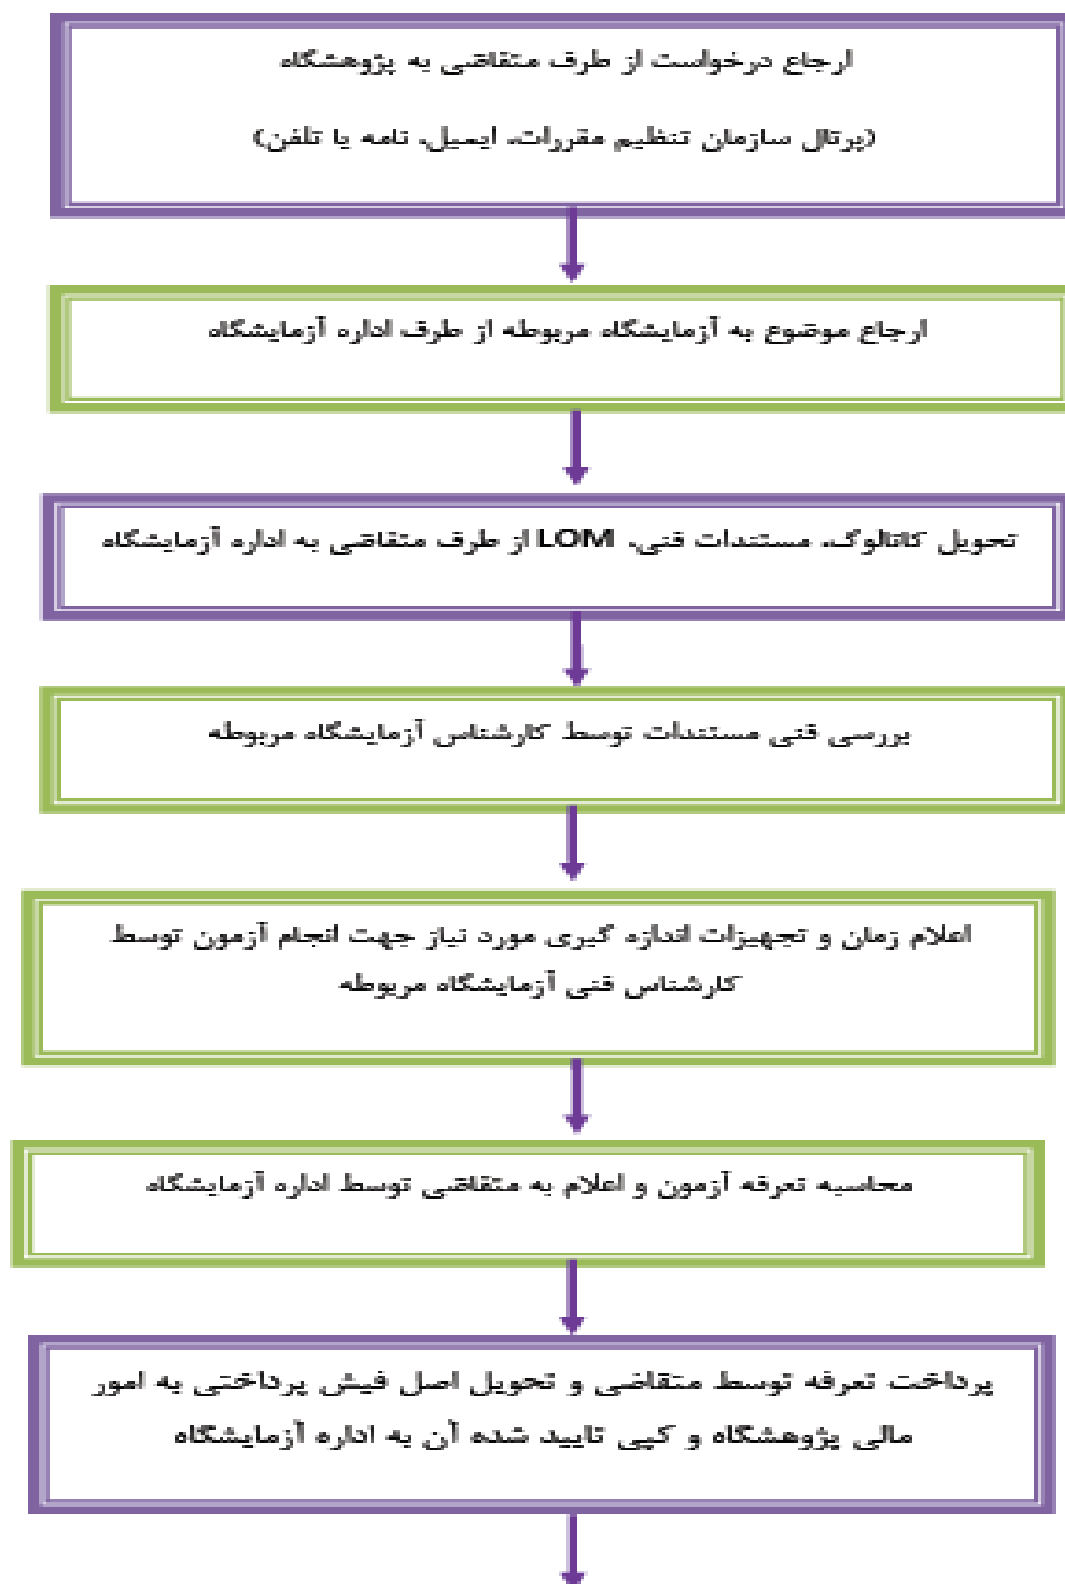 ارجاع درخواست از طرف متقاضی به پژوهشگاه
(پرتال سازمان تنظیم مقررات، ایمیل، نامه یا تلفن)
ارجاع موضوع به آزمایشگاه مربوطه از طرف اداره آزمایشگاه
تحویل کاتالوگ، مستندات فنی، LOM از طرف متقاضی به اداره آزمایشگاه
بررسی فنی مستندات توسط کارشناس آزمایشگاه مربوطه
اعلام زمان و تجهیزات اندازه گیری مورد نیاز جهت انجام آزمون توسط
کارشناس فنی آزمایشگاه مربوطه
محاسبه تعرفه آزمون و اعلام به متقاضی توسط اداره آزمایشگاه
پرداخت تعرفه توسط متقاضی و تحویل اصل فیش پرداختی به امور
مالی پژوهشگاه و کپی تایید شده آن به اداره آزمایشگاه